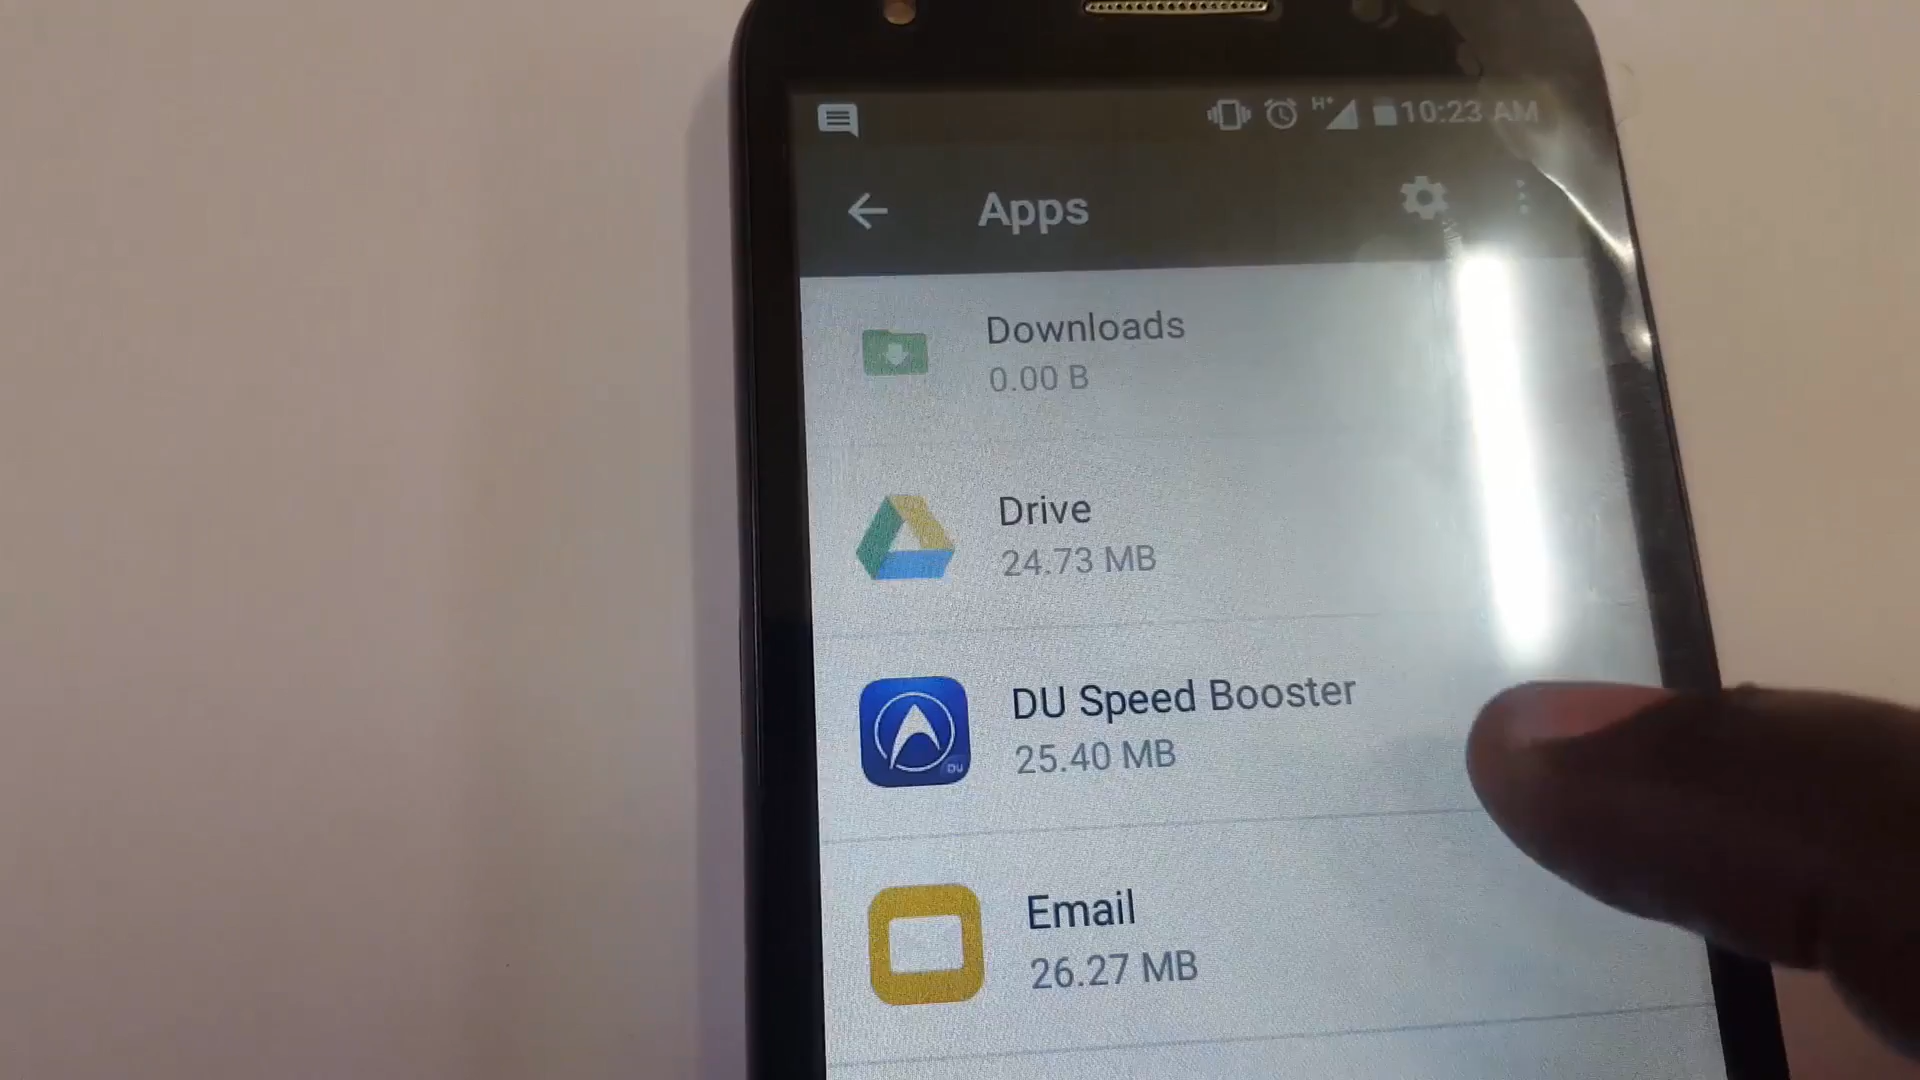 H+ 10:23 AM
Apps
Downloads
0.00 B
Drive
24.73 MB
DU Speed Booster
25.40 MB
DU
Email
26.27 MB